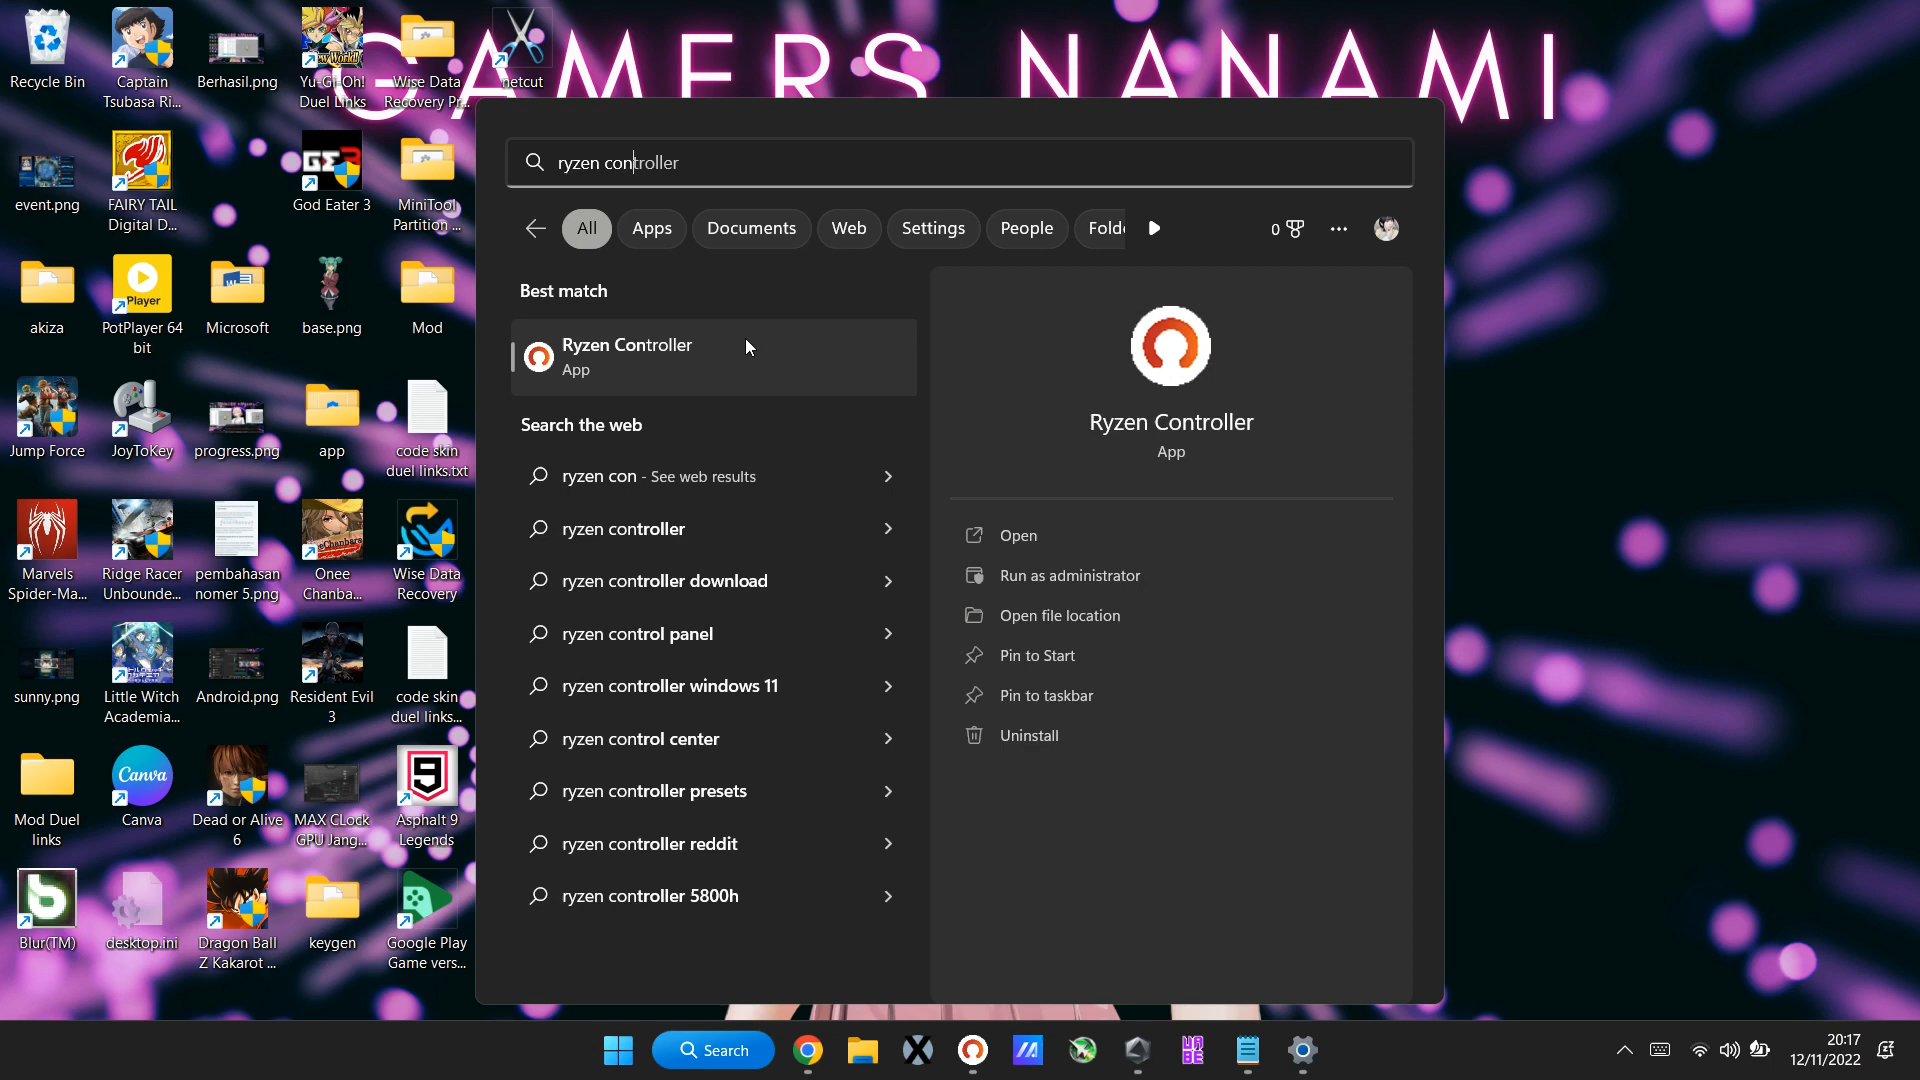 GAMERS NANAMI
Recycle Bin
Captain
Tsubasa Ri...
Berhasil.png
Yu-Gi-Oh!
Duel Links
Wise Data
Recovery Pr...
netcut
event.png
FAIRY TAIL
Digital D...
God Eater 3
MiniTool
Partition ...
akiza
Player
PotPlayer 64
bit
Microsoft
base.png
Mod
Jump Force
JoyToKey
progress.png
app
code skin
duel links.txt
Marvels
Spider-Ma...
Ridge Racer
Unbounde...
pembahasan
nomer 5.png
Onee
Chanba...
Wise Data
Recovery
sunny.png
Little Witch
Academia...
Android.png
Resident Evil
3
code skin
duel links...
Mod Duel
links
Canva
Canva
Dead or Alive
6
MAX CLock
GPU Jang...
9
Asphalt 9
Legends
Blur(TM)
desktop.ini
Dragon Ball
Z Kakarot ...
keygen
Google Play
Game vers...
ryzen controller
All
Apps
Documents
Web
Settings
People
Folde
0
Best match
Ryzen Controller
App
Search the web
ryzen con - See web results
ryzen controller
ryzen controller download
ryzen control panel
ryzen controller windows 11
ryzen control center
ryzen controller presets
ryzen controller reddit
ryzen controller 5800h
Ryzen Controller
App
Open
Run as administrator
Open file location
Pin to Start
Pin to taskbar
Uninstall
Search
UABE
20:17
12/11/2022